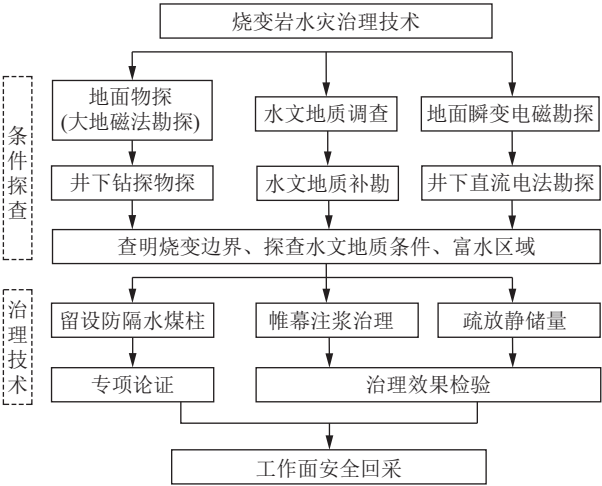 烧变岩水灾治理技术
条件探查
地面物探
(大地磁法勘探)
水文地质调查
地面瞬变电磁勘探
井下钻探物探
水文地质补勘
井下直流电法勘探
查明烧变边界、探查水文地质条件、富水区域
治理技术
留设防隔水煤柱
帷幕注浆治理
疏放静储量
专项论证
治理效果检验
工作面安全回采